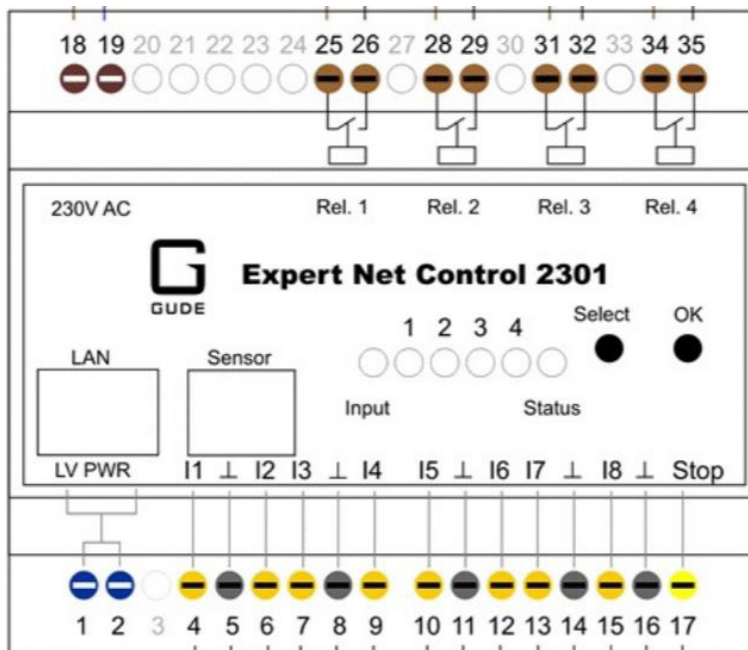 18 19 20 21 22 23 24 25 26 27 28 29 30 31 32 33 34 35
230V AC Rel. 1 Rel. 2 Rel. 3 Rel. 4
GUDE
Expert Net Control 2301
Select OK
1 2 3 4
LAN Sensor
Input Status
LV PWR I1 ⊥ I2 I3 ⊥ I4 I5 ⊥ I6 I7 ⊥ I8 ⊥ Stop
1 2 3 4 5 6 7 8 9 10 11 12 13 14 15 16 17